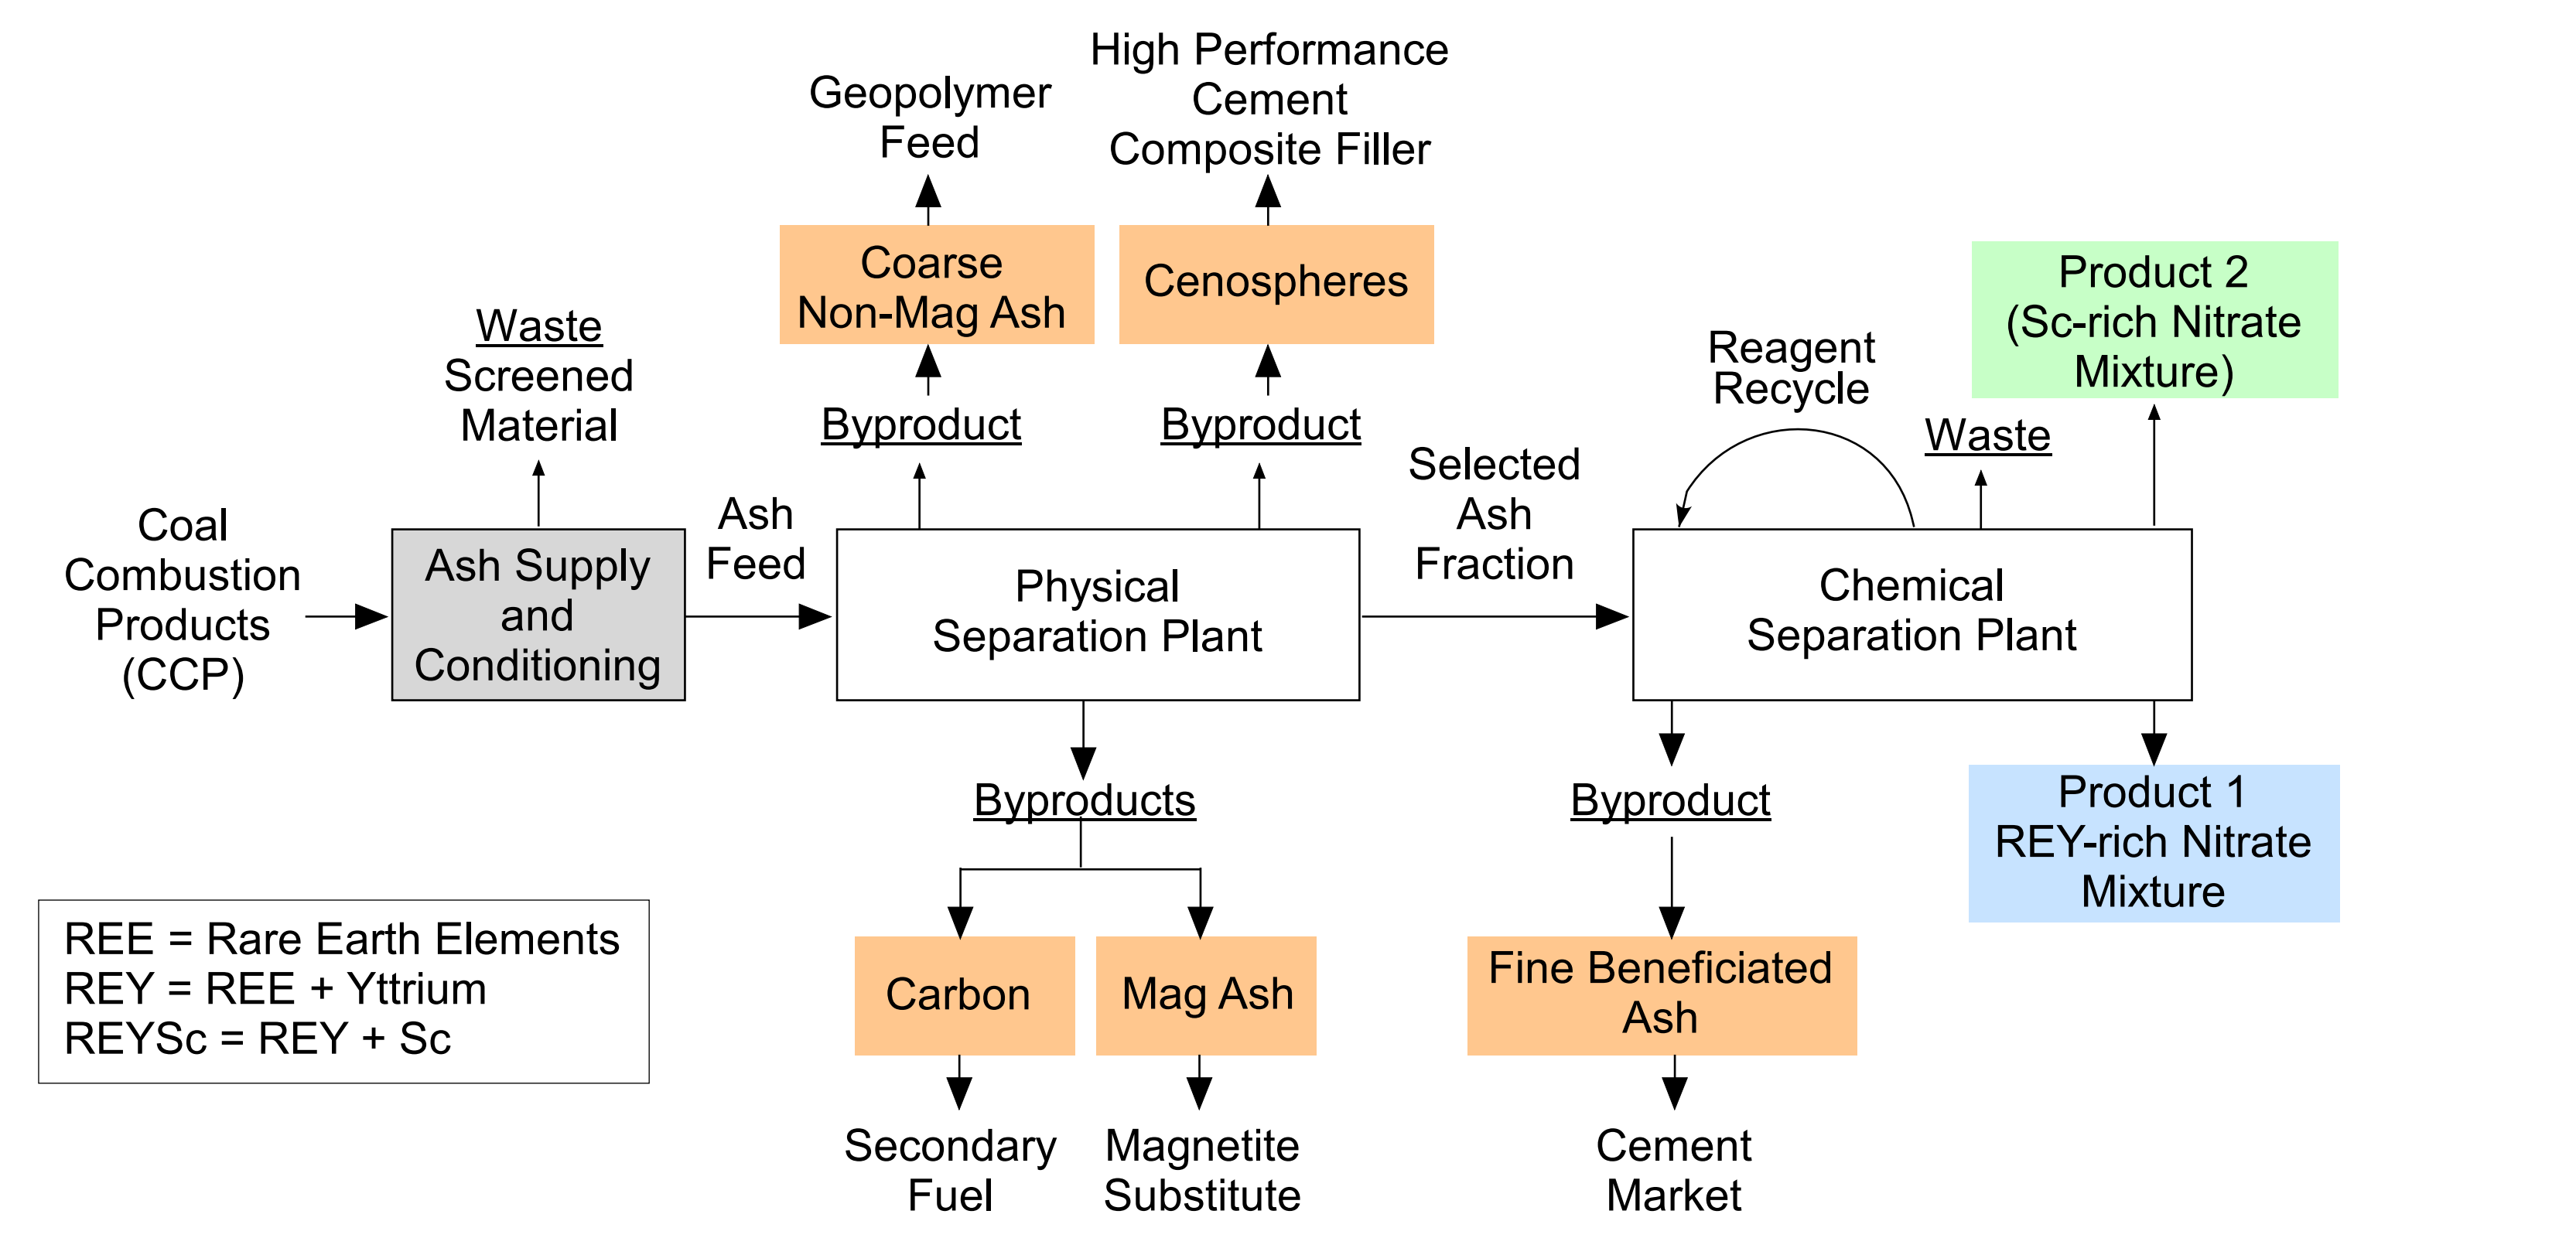 Geopolymer
Feed
High Performance
Cement
Composite Filler
Coarse
Non-Mag Ash
Cenospheres
Product 2
(Sc-rich Nitrate
Mixture)
Waste
Screened
Material
Reagent
Recycle
Byproduct
Byproduct
Waste
Selected
Ash
Fraction
Coal
Combustion
Products
(CCP)
Ash Supply
and
Conditioning
Ash
Feed
Physical
Separation Plant
Chemical
Separation Plant
Byproducts
Byproduct
Product 1
REY-rich Nitrate
Mixture
Carbon
Mag Ash
Fine Beneficiated
Ash
REE = Rare Earth Elements
REY = REE + Yttrium
REYSc = REY + Sc
Secondary
Fuel
Magnetite
Substitute
Cement
Market